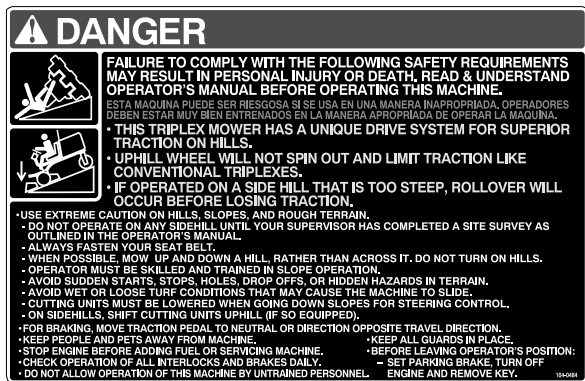 DANGER
FAILURE TO COMPLY WITH THE FOLLOWING SAFETY REQUIREMENTS
MAY RESULT IN PERSONAL INJURY OR DEATH. READ & UNDERSTAND
OPERATOR'S MANUAL BEFORE OPERATING THIS MACHINE.
ESTA MAQUINA PUEDE SER RIESGOSA SI SE USA EN UNA MANERA INAPROPRIADA. OPERADORES
DEBEN ESTAR MUY BIEN ENTRENADOS EN LA MANERA APROPRIADA DE OPERAR LA MAQUINA.
• THIS TRIPLEX MOWER HAS A UNIQUE DRIVE SYSTEM FOR SUPERIOR
TRACTION ON HILLS.
• UPHILL WHEEL WILL NOT SPIN OUT AND LIMIT TRACTION LIKE
CONVENTIONAL TRIPLEXES.
• IF OPERATED ON A SIDE HILL THAT IS TOO STEEP, ROLLOVER WILL
OCCUR BEFORE LOSING TRACTION.
•USE EXTREME CAUTION ON HILLS, SLOPES, AND ROUGH TERRAIN.
- DO NOT OPERATE ON ANY SIDEHILL UNTIL YOUR SUPERVISOR HAS COMPLETED A SITE SURVEY AS
OUTLINED IN THE OPERATOR'S MANUAL.
- ALWAYS FASTEN YOUR SEAT BELT.
- WHEN POSSIBLE, MOW UP AND DOWN A HILL, RATHER THAN ACROSS IT. DO NOT TURN ON HILLS.
- OPERATOR MUST BE SKILLED AND TRAINED IN SLOPE OPERATION.
- AVOID SUDDEN STARTS, STOPS, HOLES, DROP OFFS, OR HIDDEN HAZARDS IN TERRAIN.
- AVOID WET OR LOOSE TURF CONDITIONS THAT MAY CAUSE THE MACHINE TO SLIDE.
- CUTTING UNITS MUST BE LOWERED WHEN GOING DOWN SLOPES FOR STEERING CONTROL.
- ON SIDEHILLS, SHIFT CUTTING UNITS UPHILL (IF SO EQUIPPED).
•FOR BRAKING, MOVE TRACTION PEDAL TO NEUTRAL OR DIRECTION OPPOSITE TRAVEL DIRECTION.
•KEEP PEOPLE AND PETS AWAY FROM MACHINE.
•STOP ENGINE BEFORE ADDING FUEL OR SERVICING MACHINE.
•CHECK OPERATION OF ALL INTERLOCKS AND BRAKES DAILY.
• DO NOT ALLOW OPERATION OF THIS MACHINE BY UNTRAINED PERSONNEL.
•KEEP ALL GUARDS IN PLACE.
•BEFORE LEAVING OPERATOR'S POSITION:
– SET PARKING BRAKE, TURN OFF
ENGINE AND REMOVE KEY.
104-0484